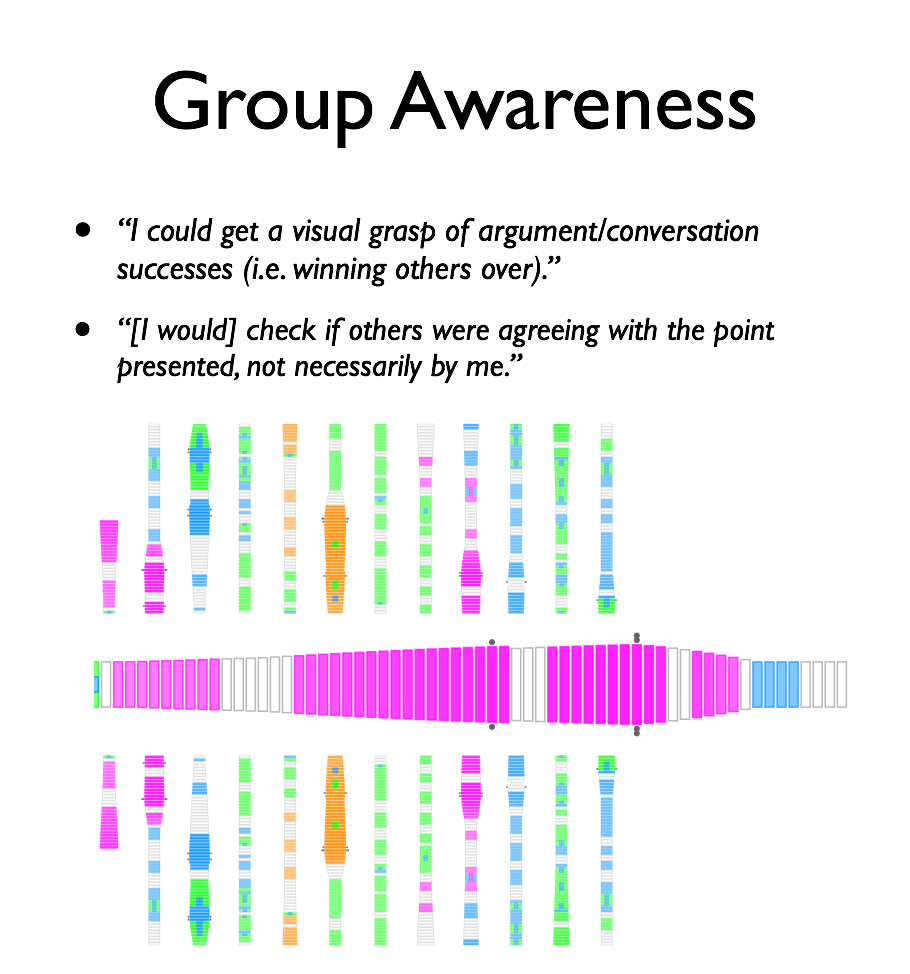 Group Awareness
• “I could get a visual grasp of argument/conversation
successes (i.e. winning others over).”
• “[I would] check if others were agreeing with the point
presented, not necessarily by me.”